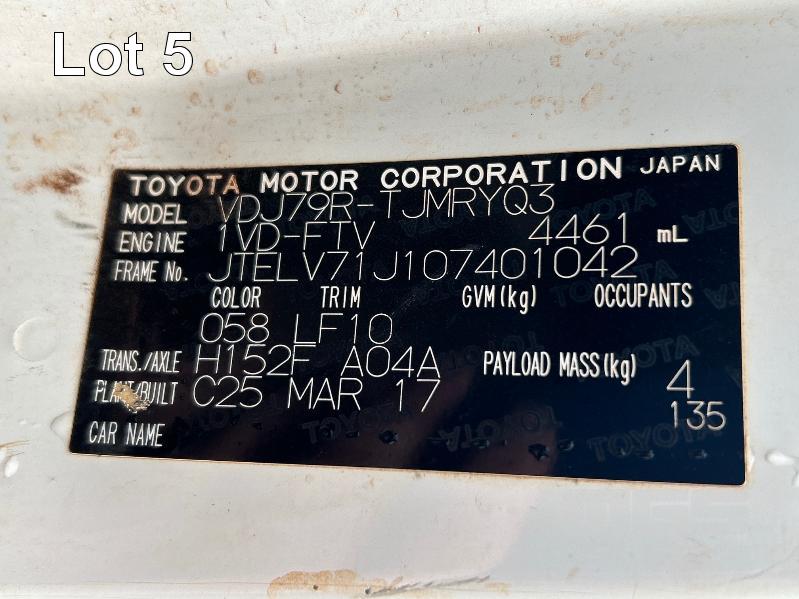 Lot 5
TOYOTA MOTOR CORPORATION JAPAN
MODEL VDJ79R-TJMRYQ3
ENGINE 1VD-FTV 4461 mL
FRAME No. JTELV71J107401042
COLOR TRIM GVM(kg) OCCUPANTS
058 LF10
TRANS./AXLE H152F A04A PAYLOAD MASS(kg) 4
PLANT/BUILT C25 MAR 17 135
CAR NAME